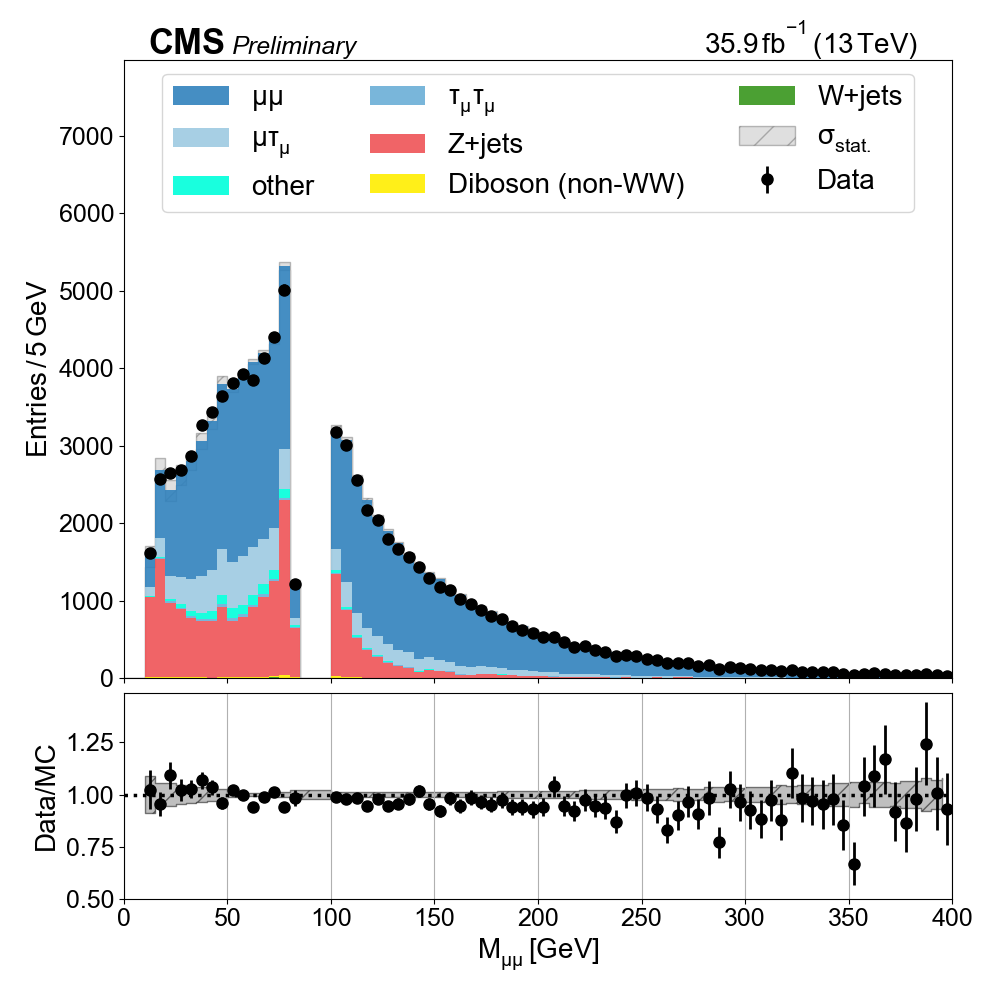 CMS Preliminary 35.9 fb⁻¹ (13 TeV)
μμ τ_μτ_μ W+jets
μτ_μ Z+jets σ_stat.
other Diboson (non-WW) Data
Entries / 5 GeV
7000
6000
5000
4000
3000
2000
1000
0
Data/MC
1.25
1.00
0.75
0.50
0 50 100 150 200 250 300 350 400
M_μμ [GeV]